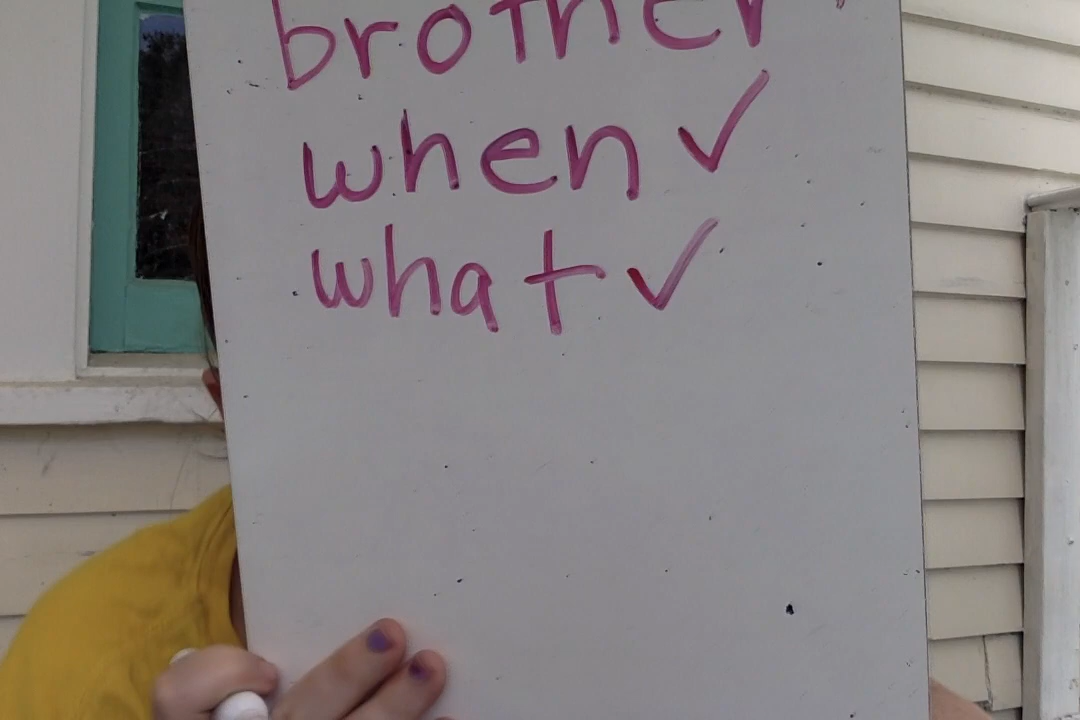 brother
when ✓
what ✓